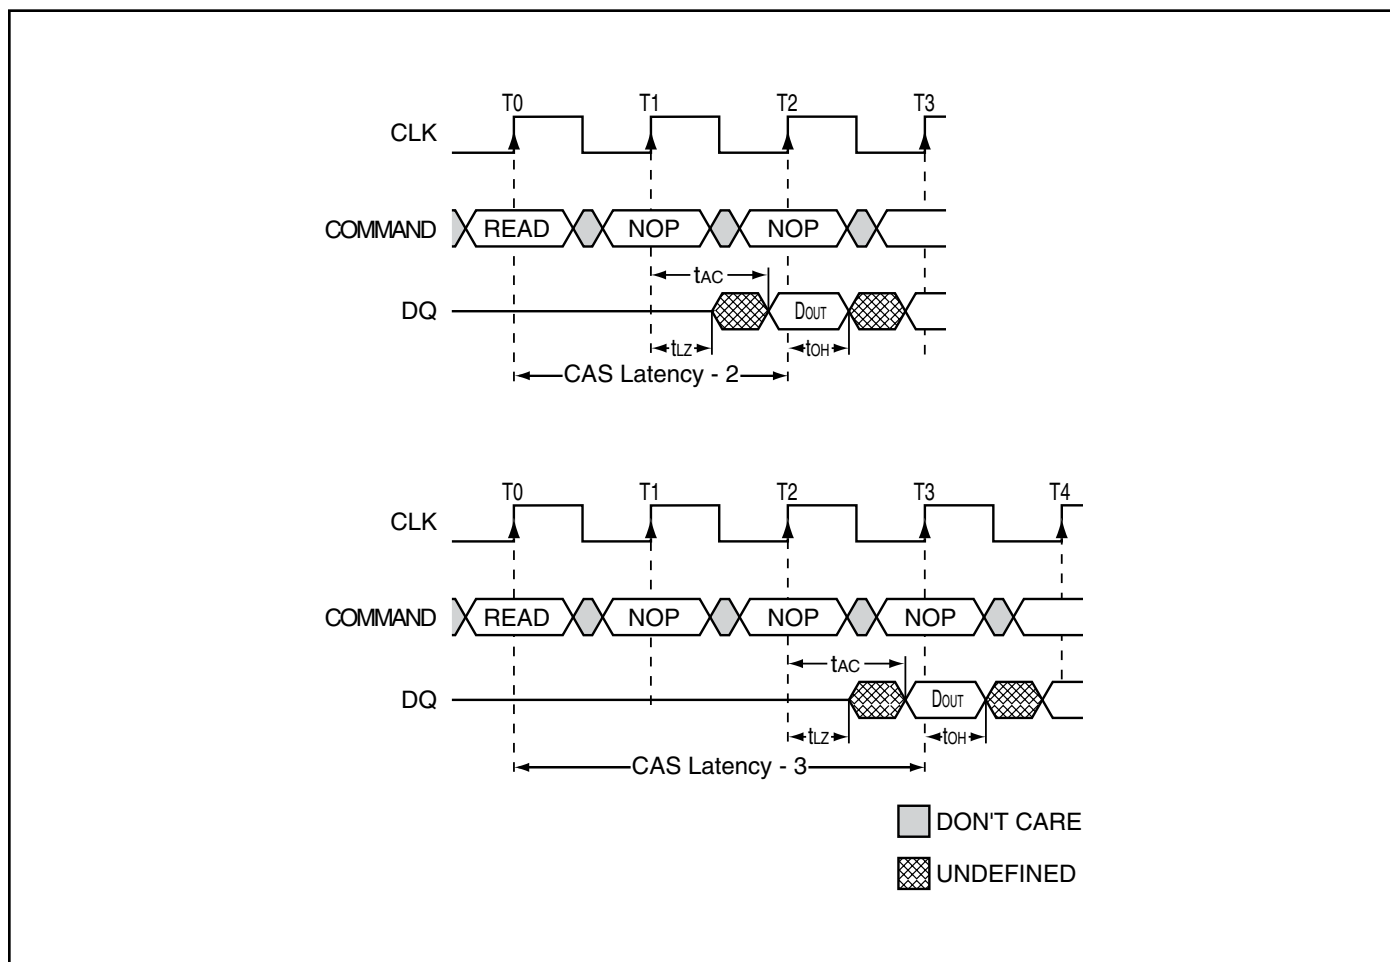 T0 T1 T2 T3
CLK
COMMAND READ NOP NOP
tAC
DQ DOUT
tLZ tOH
CAS Latency - 2
T0 T1 T2 T3 T4
CLK
COMMAND READ NOP NOP NOP
tAC
DQ DOUT
tLZ tOH
CAS Latency - 3
DON'T CARE
UNDEFINED